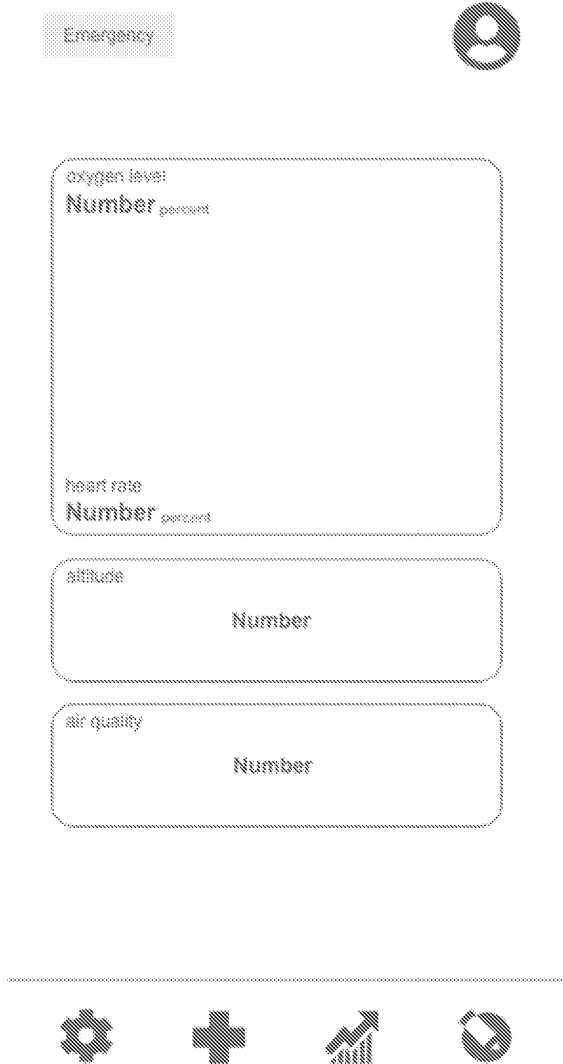 Emergency
oxygen level
Number percent
heart rate
Number percent
altitude
Number
air quality
Number